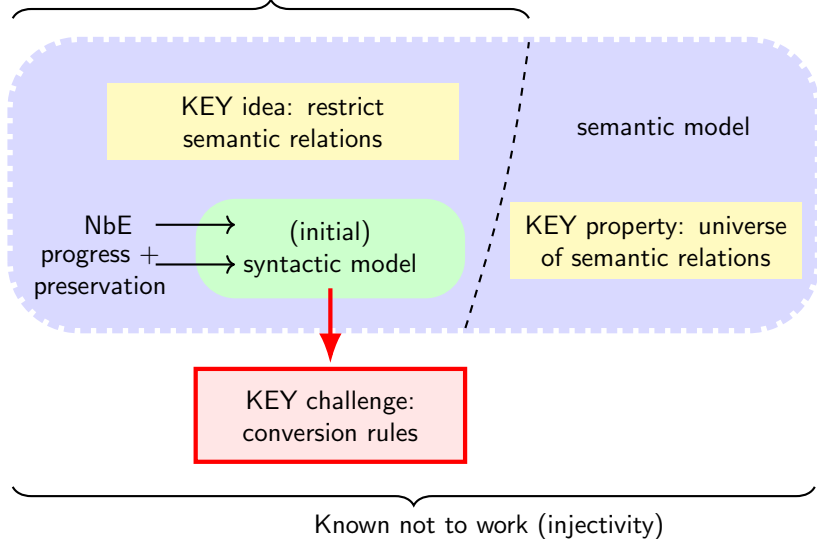 KEY idea: restrict
semantic relations
semantic model
KEY property: universe
of semantic relations
NbE
progress +
preservation
(initial)
syntactic model
KEY challenge:
conversion rules
Known not to work (injectivity)